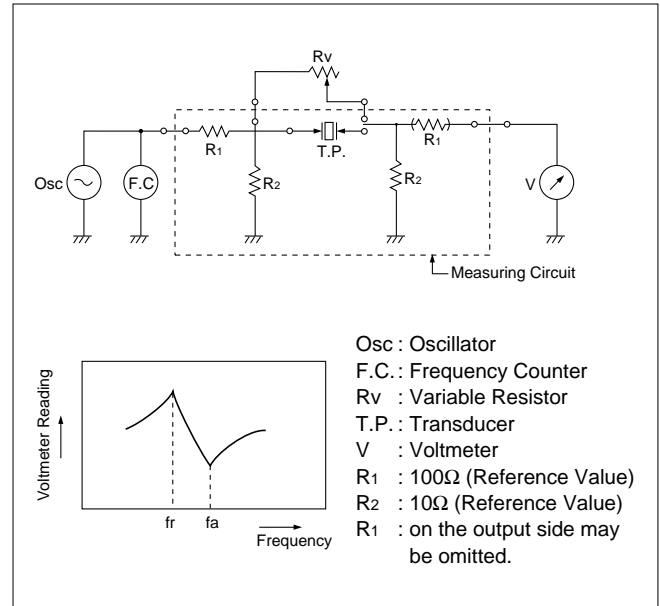 Rv
R1
T.P.
R1
Osc
F.C
R2
R2
V
Measuring Circuit
Voltmeter Reading
fr
fa
Frequency
Osc : Oscillator
F.C. : Frequency Counter
Rv : Variable Resistor
T.P. : Transducer
V : Voltmeter
R1 : 100Ω (Reference Value)
R2 : 10Ω (Reference Value)
R1 : on the output side may
be omitted.